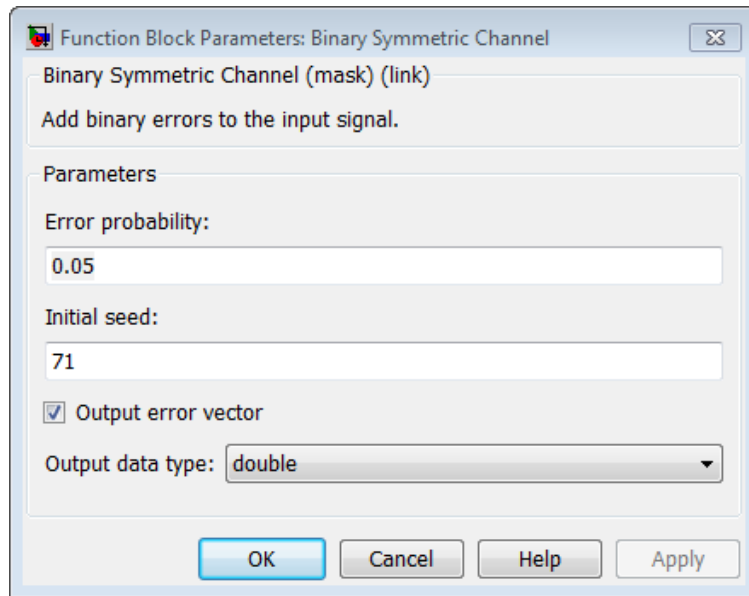 Function Block Parameters: Binary Symmetric Channel
Binary Symmetric Channel (mask) (link)
Add binary errors to the input signal.
Parameters
Error probability:
0.05
Initial seed:
71
Output error vector
Output data type: double
OK Cancel Help Apply